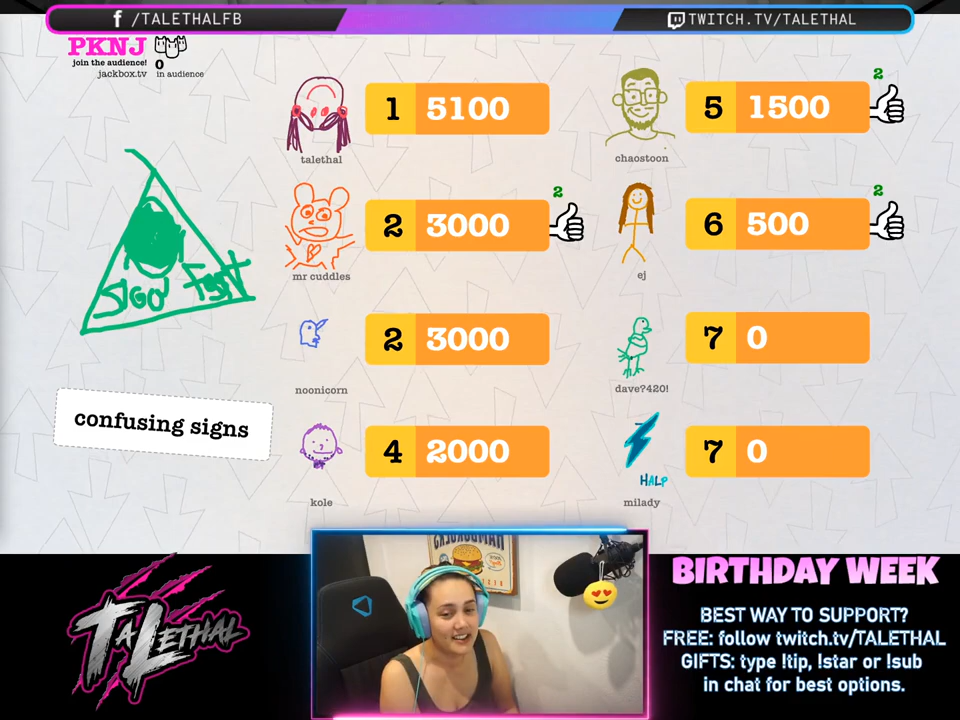 /TALETHALFB
TWITCH.TV/TALETHAL
PKNJ
join the audience!
jackbox.tv
0
in audience
1 5100
talethal
2 3000
2
mr cuddles
2 3000
noonicorn
4 2000
kole
5 1500
2
chaostoon
6 500
2
ej
7 0
dave?420!
7 0
HALP
milady
SIGO
confusing signs
TALETHAL
BIRTHDAY WEEK
BEST WAY TO SUPPORT?
FREE: follow twitch.tv/TALETHAL
GIFTS: type !tip, !star or !sub
in chat for best options.